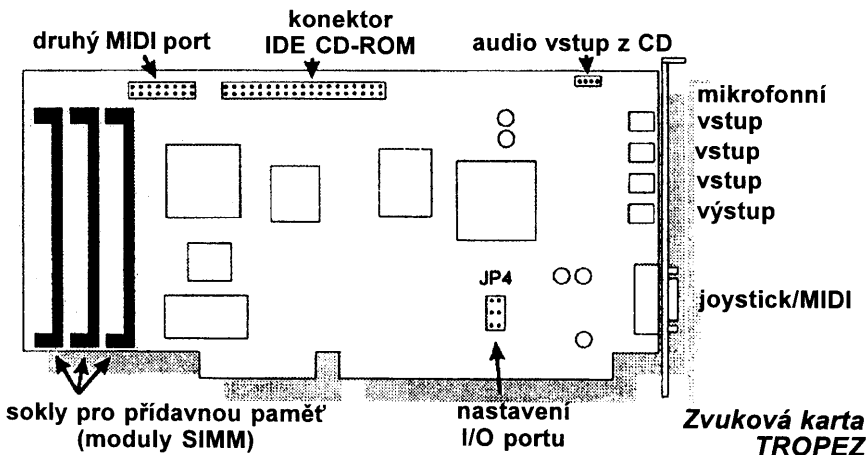 druhý MIDI port
konektor
IDE CD-ROM
audio vstup z CD
mikrofonní
vstup
vstup
vstup
výstup
JP4
joystick/MIDI
sokly pro přídavnou paměť
(moduly SIMM)
nastavení
I/O portu
Zvuková karta
TROPEZ